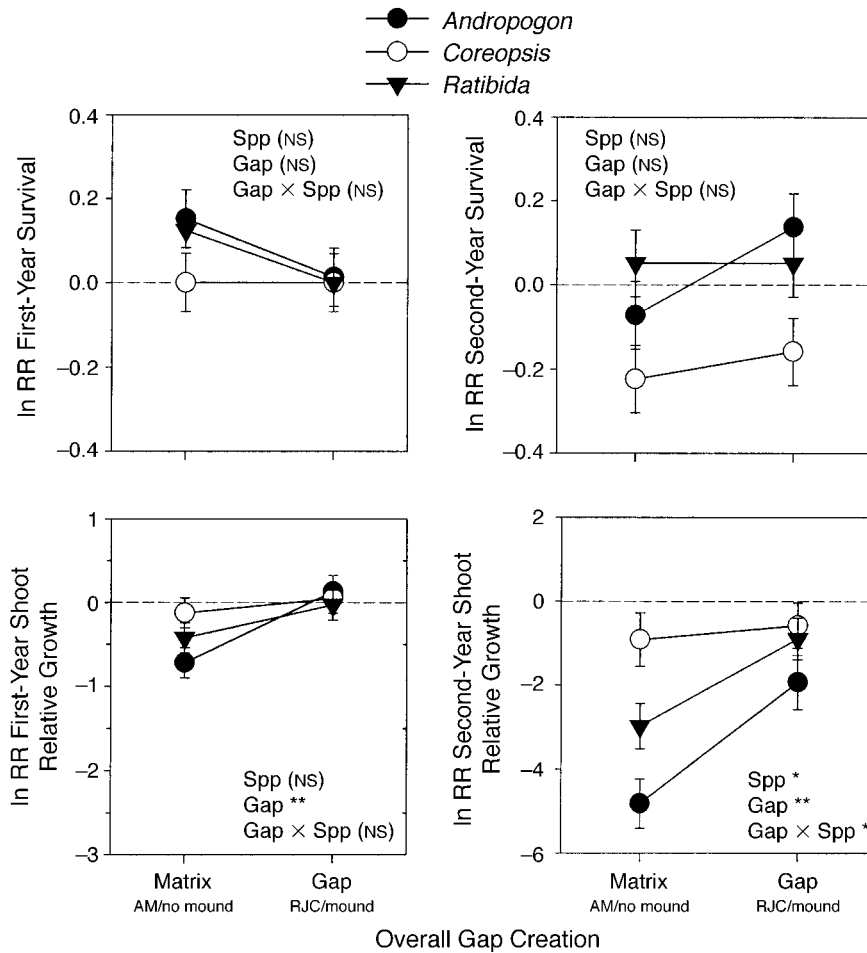 Andropogon
Coreopsis
Ratibida
ln RR First-Year Survival
0.4
0.2
0.0
–0.2
–0.4
Spp (NS)
Gap (NS)
Gap × Spp (NS)
ln RR Second-Year Survival
0.4
0.2
0.0
–0.2
–0.4
Spp (NS)
Gap (NS)
Gap × Spp (NS)
ln RR First-Year Shoot
Relative Growth
1
0
–1
–2
–3
Spp (NS)
Gap **
Gap × Spp (NS)
Matrix
AM/no mound
Gap
RJC/mound
ln RR Second-Year Shoot
Relative Growth
2
0
–2
–4
–6
Spp *
Gap **
Gap × Spp *
Matrix
AM/no mound
Gap
RJC/mound
Overall Gap Creation